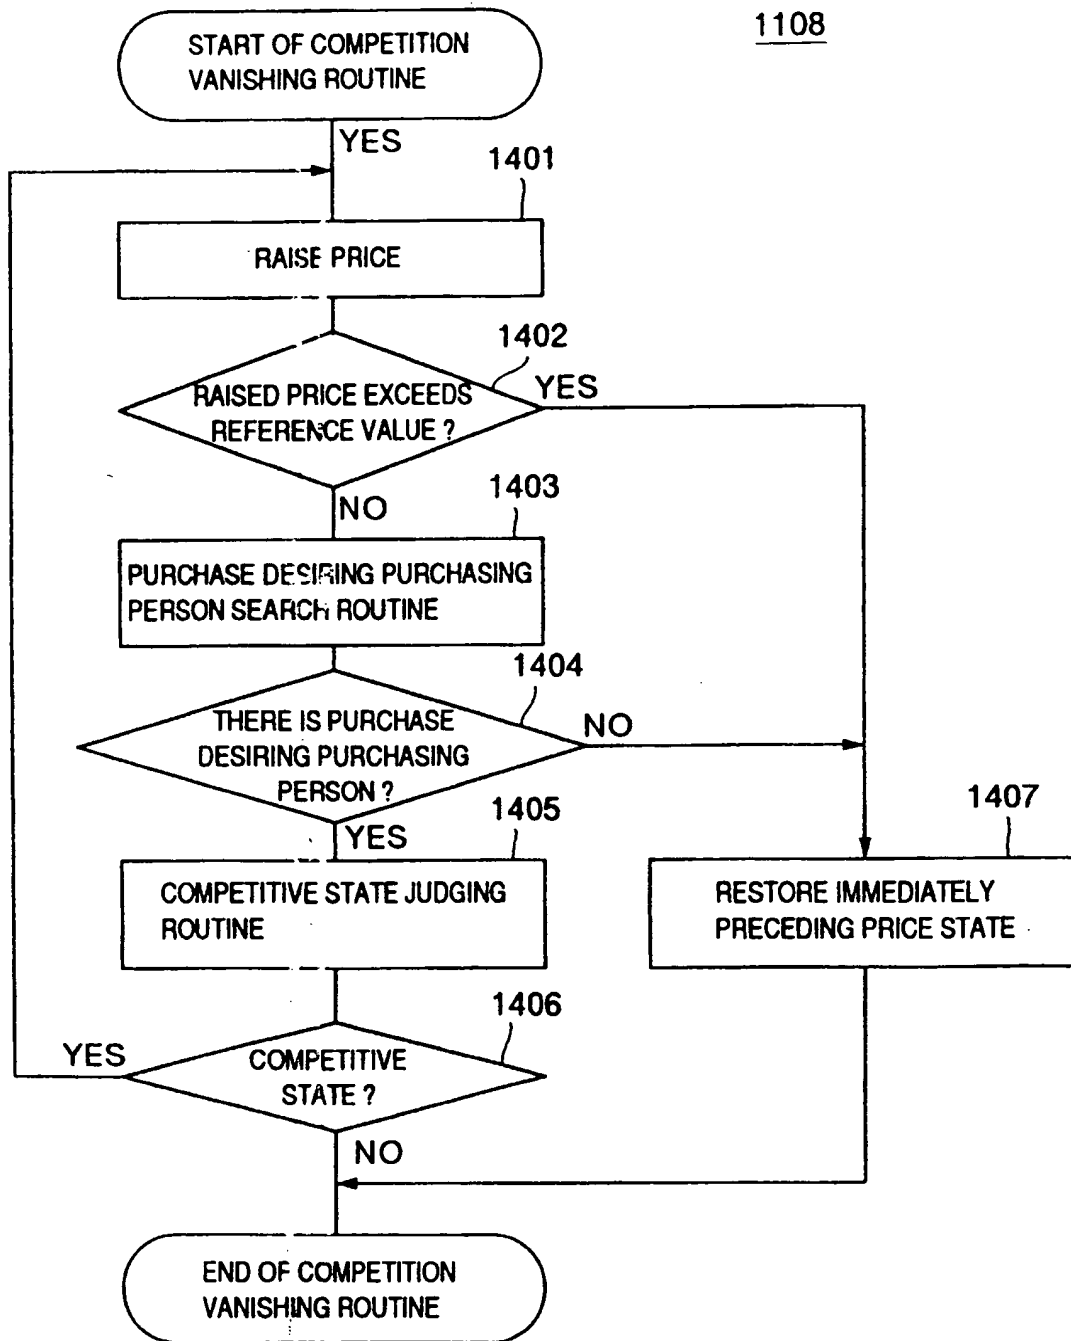 1108
START OF COMPETITION
VANISHING ROUTINE
YES
1401
RAISE PRICE
1402
RAISED PRICE EXCEEDS
REFERENCE VALUE ?
YES
NO
1403
PURCHASE DESIRING PURCHASING
PERSON SEARCH ROUTINE
1404
THERE IS PURCHASE
DESIRING PURCHASING
PERSON ?
NO
YES
1405
COMPETITIVE STATE JUDGING
ROUTINE
1407
RESTORE IMMEDIATELY
PRECEDING PRICE STATE
1406
COMPETITIVE
STATE ?
YES
NO
END OF COMPETITION
VANISHING ROUTINE